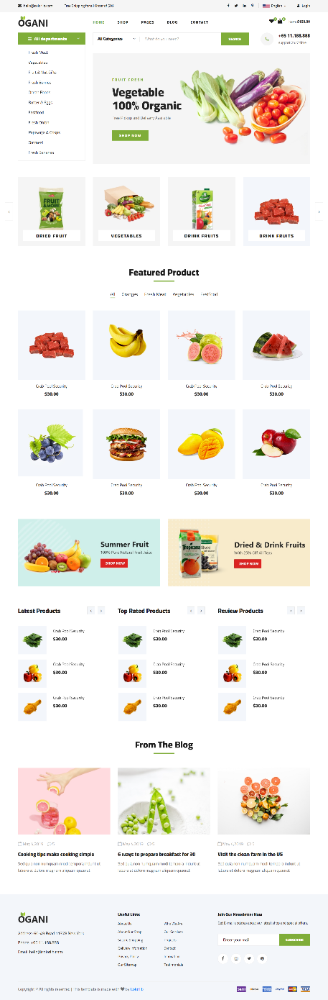 hello@colorlib.com
Free Shipping for all Order of $99
English
Login
OGANI
HOME
SHOP
PAGES
BLOG
CONTACT
item: $150.00
All departments
All Categories
What do you need?
SEARCH
+65 11.188.888
support 24/7 time
Fresh Meat
Vegetables
Fruit & Nut Gifts
Fresh Berries
Ocean Foods
Butter & Eggs
Fastfood
Fresh Onion
Papayaya & Crisps
Oatmeal
Fresh Bananas
FRUIT FRESH
Vegetable
100% Organic
Free Pickup and Delivery Available
SHOP NOW
FRUIT
&MORE
DRIED FRUIT
VEGETABLES
DRINK FRUITS
DRINK FRUITS
Featured Product
All
Oranges
Fresh Meat
Vegetables
Fastfood
Crab Pool Security
$30.00
Crab Pool Security
$30.00
Crab Pool Security
$30.00
Crab Pool Security
$30.00
Crab Pool Security
$30.00
Crab Pool Security
$30.00
Crab Pool Security
$30.00
Crab Pool Security
$30.00
Summer Fruit
100% Pure Natural Fruit Juice
SHOP NOW
Tropicana
Dried & Drink Fruits
With 25% Off All Teas
SHOP NOW
Latest Products
Crab Pool Security
$30.00
Crab Pool Security
$30.00
Crab Pool Security
$30.00
Top Rated Products
Crab Pool Security
$30.00
Crab Pool Security
$30.00
Crab Pool Security
$30.00
Review Products
Crab Pool Security
$30.00
Crab Pool Security
$30.00
Crab Pool Security
$30.00
From The Blog
May 4,2019
5
Cooking tips make cooking simple
Sed quia non numquam modi tempora indunt ut
labore et dolore magnam aliquam quaerat
May 4,2019
5
6 ways to prepare breakfast for 30
Sed quia non numquam modi tempora indunt ut
labore et dolore magnam aliquam quaerat
May 4,2019
5
Visit the clean farm in the US
Sed quia non numquam modi tempora indunt ut
labore et dolore magnam aliquam quaerat
OGANI
Address: 60-49 Road 11378 New York
Phone: +65 11.188.888
Email: hello@colorlib.com
Useful Links
About Us
About Our Shop
Secure Shopping
Delivery infomation
Privacy Policy
Our Sitemap
Who We Are
Our Services
Projects
Contact
Innovation
Testimonials
Join Our Newsletter Now
Get E-mail updates about our latest shop and special offers.
Enter your mail
SUBSCRIBE
Copyright © All rights reserved | This template is made with by Colorlib
Skrill
PayPal
VISA